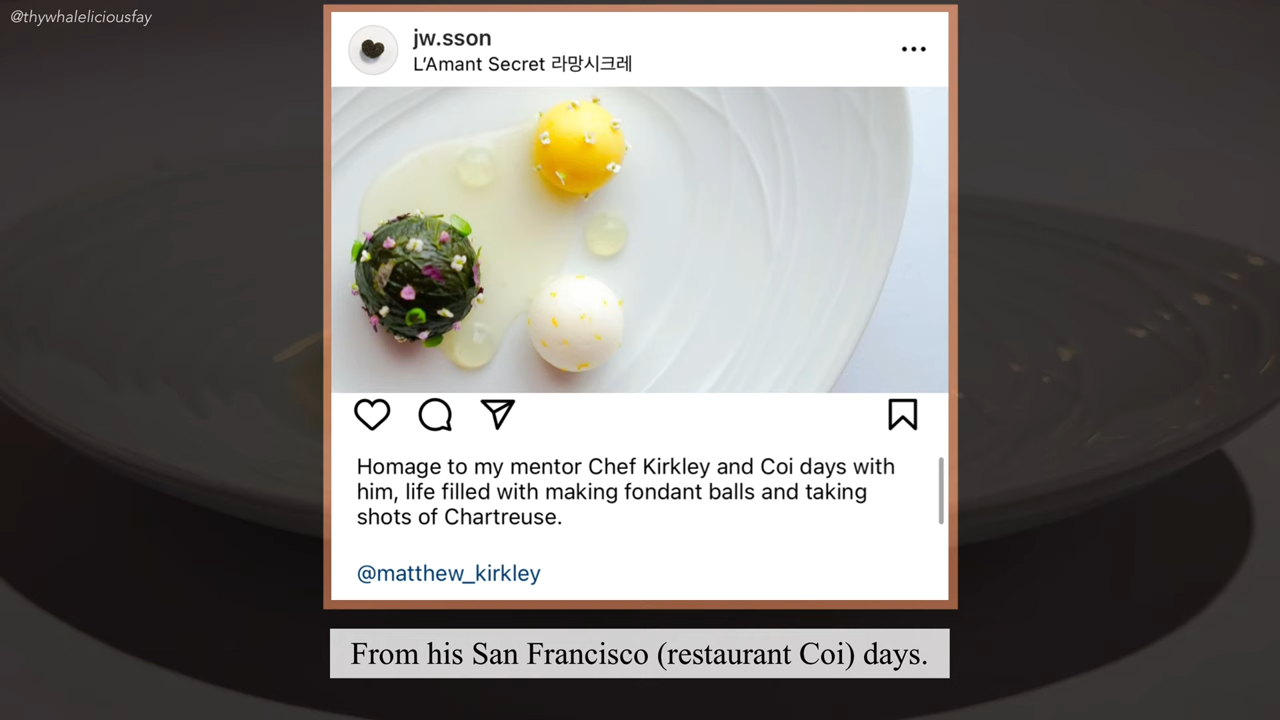 @thywhaleliciousfay
jw.sson
L’Amant Secret 라망시크레
Homage to my mentor Chef Kirkley and Coi days with
him, life filled with making fondant balls and taking
shots of Chartreuse.
@matthew_kirkley
From his San Francisco (restaurant Coi) days.